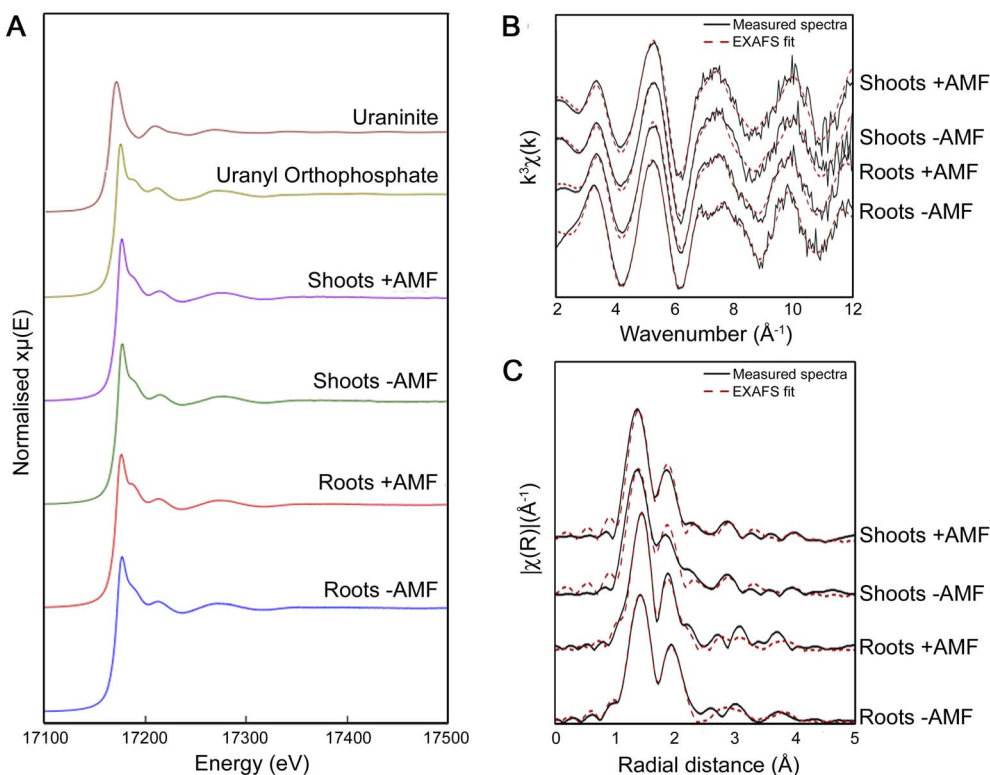 A
Normalised xμ(E)
Uraninite
Uranyl Orthophosphate
Shoots +AMF
Shoots -AMF
Roots +AMF
Roots -AMF
17100
17200
17300
17400
17500
Energy (eV)
B
Measured spectra
EXAFS fit
k³χ(k)
Shoots +AMF
Shoots -AMF
Roots +AMF
Roots -AMF
2
4
6
8
10
12
Wavenumber (Å⁻¹)
C
Measured spectra
EXAFS fit
|χ(R)|(Å⁻¹)
Shoots +AMF
Shoots -AMF
Roots +AMF
Roots -AMF
0
1
2
3
4
5
Radial distance (Å)